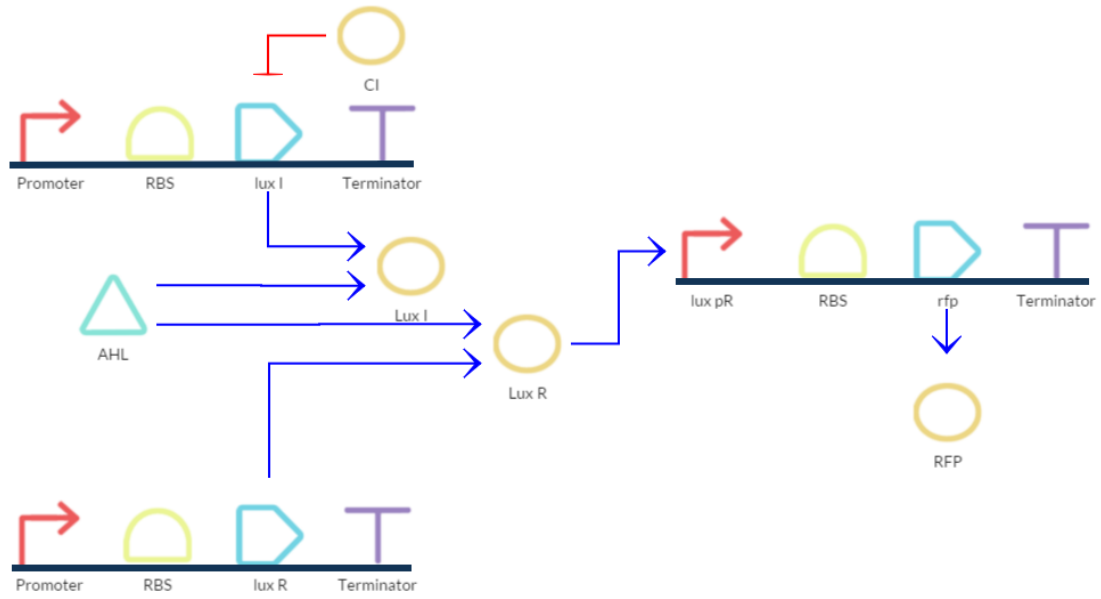 CI
Promoter RBS lux I Terminator
Lux I
AHL
Lux R
lux pR RBS rfp Terminator
RFP
Promoter RBS lux R Terminator